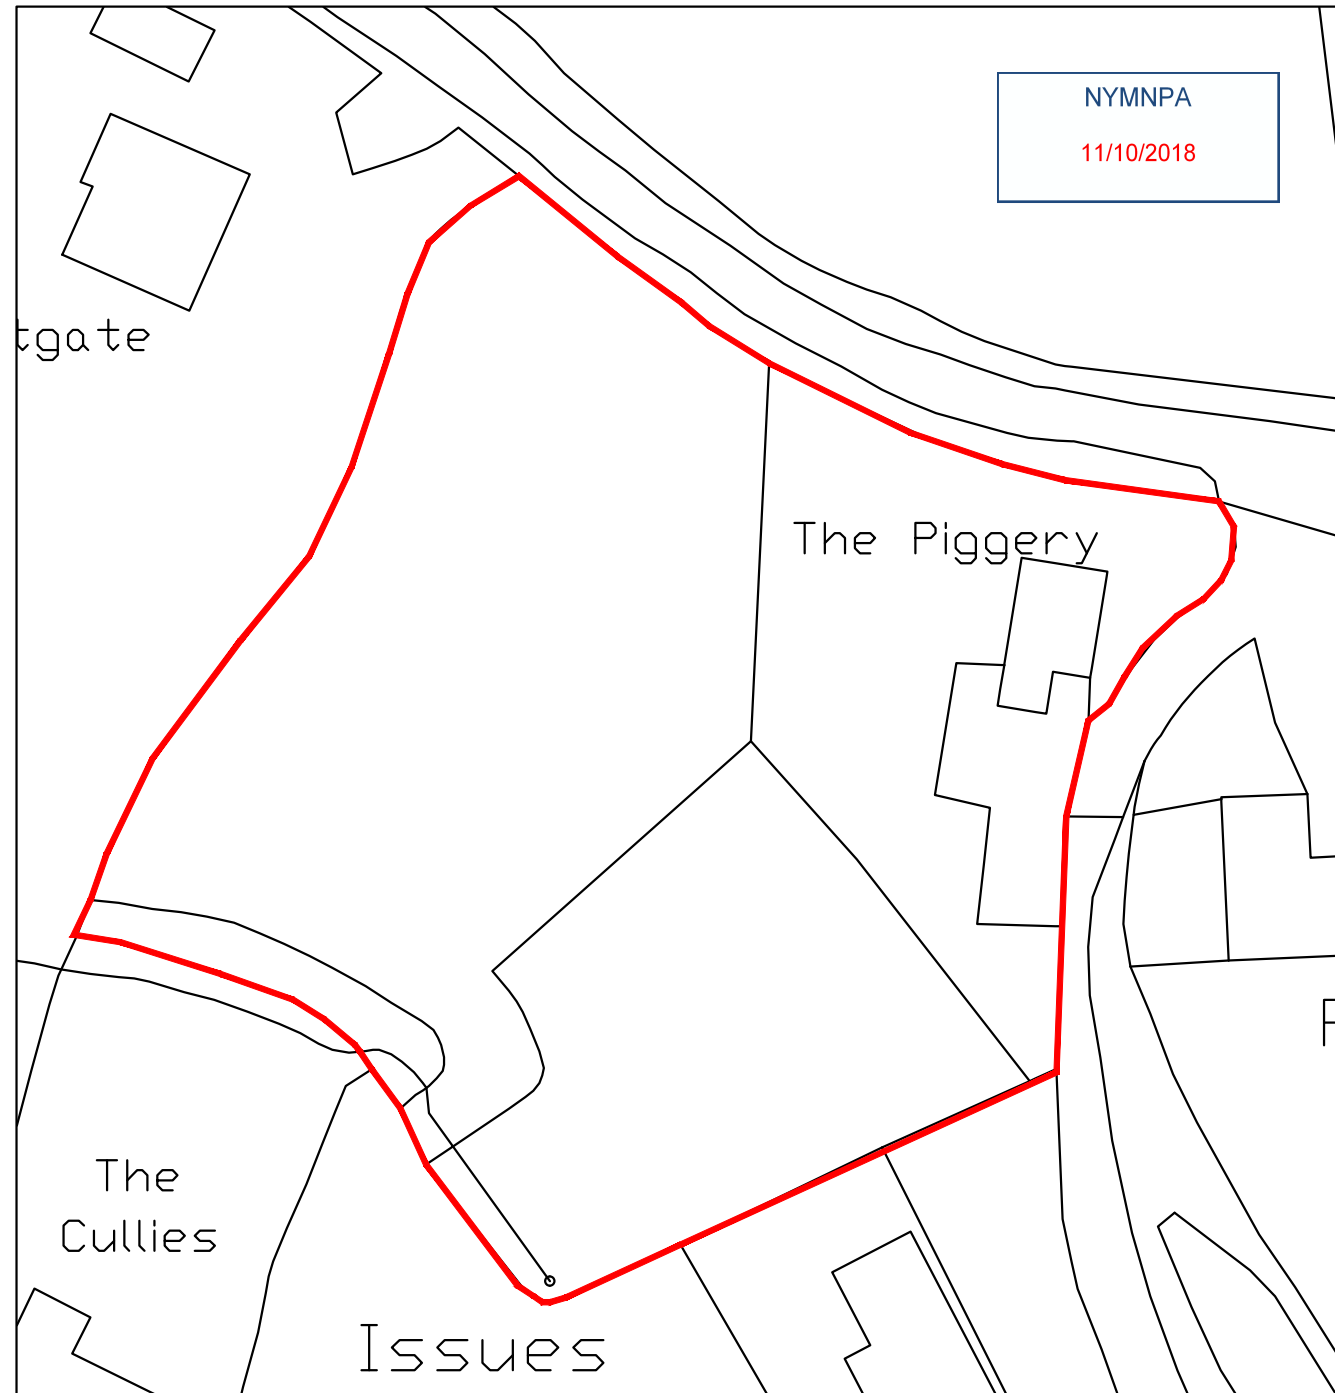 NYMNPA
11/10/2018
tgate
The Piggery
The
Cullies
Issues